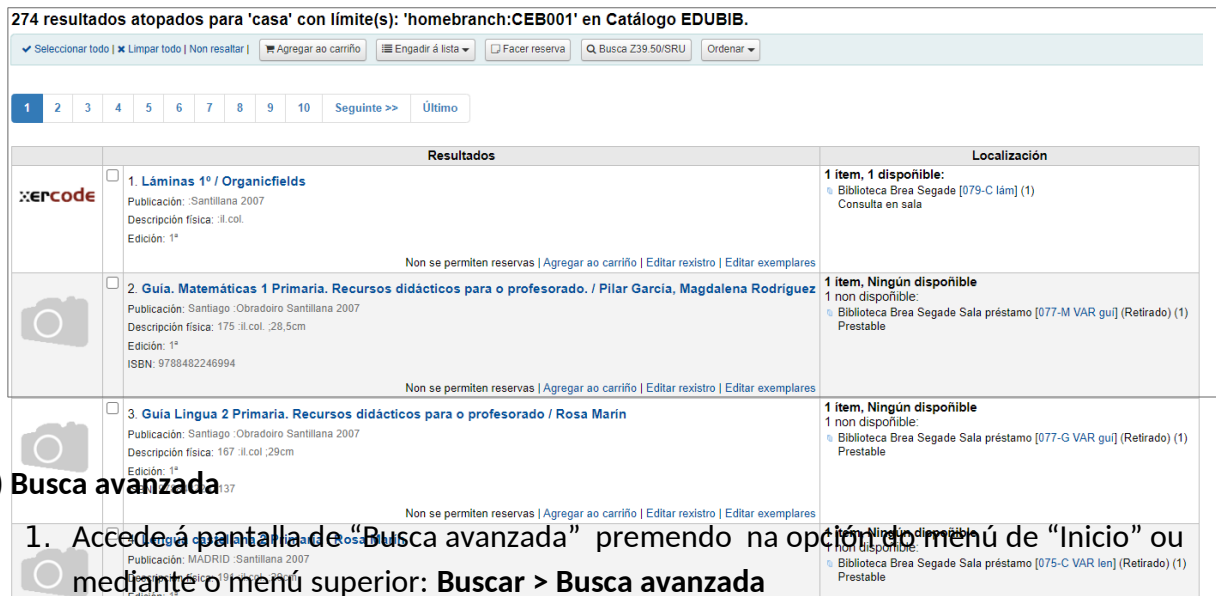 274 resultados atopados para 'casa' con límite(s): 'homebranch:CEB001' en Catálogo EDUBIB.
Seleccionar todo | Limpar todo | Non resaltar | Agregar ao carriño Engadir á lista Facer reserva Busca Z39.50/SRU Ordenar
1 2 3 4 5 6 7 8 9 10 Seguinte >> Último
Resultados Localización
xercode
1. Láminas 1º / Organicfields
Publicación: :Santillana 2007
Descripción física: :il.col.
Edición: 1ª
Non se permiten reservas | Agregar ao carriño | Editar rexistro | Editar exemplares
1 ítem, 1 dispoñible:
Biblioteca Brea Segade [079-C lám] (1)
Consulta en sala
2. Guía. Matemáticas 1 Primaria. Recursos didácticos para o profesorado. / Pilar García, Magdalena Rodríguez
Publicación: Santiago :Obradoiro Santillana 2007
Descripción física: 175 :il.col. ;28,5cm
Edición: 1ª
ISBN: 9788482246994
Non se permiten reservas | Agregar ao carriño | Editar rexistro | Editar exemplares
1 ítem, Ningún dispoñible
1 non dispoñible:
Biblioteca Brea Segade Sala préstamo [077-M VAR guí] (Retirado) (1)
Prestable
3. Guía Lingua 2 Primaria. Recursos didácticos para o profesorado / Rosa Marín
Publicación: Santiago :Obradoiro Santillana 2007
Descripción física: 167 :il.col ;29cm
Edición: 1ª
Non se permiten reservas | Agregar ao carriño | Editar rexistro | Editar exemplares
1 ítem, Ningún dispoñible
1 non dispoñible:
Biblioteca Brea Segade Sala préstamo [077-G VAR guí] (Retirado) (1)
Prestable
) Busca avanzada
1. Accede á pantalla de “Busca avanzada” premendo na opción do menú de “Inicio” ou
mediante o menú superior: Buscar > Busca avanzada
Publicación: MADRID :Santillana 2007
1 ítem, Ningún dispoñible
1 non dispoñible:
Biblioteca Brea Segade Sala préstamo [075-C VAR len] (Retirado) (1)
Prestable